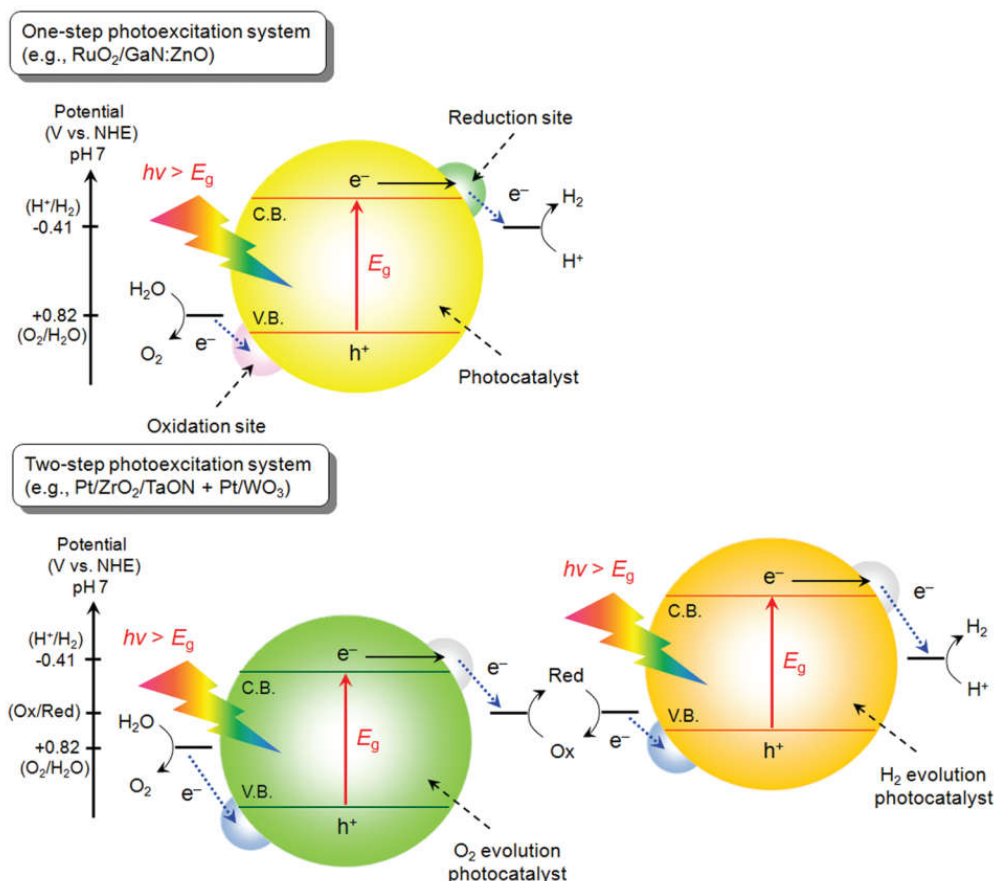 One-step photoexcitation system
(e.g., RuO₂/GaN:ZnO)
Potential
(V vs. NHE)
pH 7
(H⁺/H₂)
-0.41
+0.82
(O₂/H₂O)
hν > Eg
C.B.
V.B.
e⁻
Eg
h⁺
Reduction site
e⁻
H₂
H⁺
H₂O
O₂
e⁻
Photocatalyst
Oxidation site
Two-step photoexcitation system
(e.g., Pt/ZrO₂/TaON + Pt/WO₃)
Potential
(V vs. NHE)
pH 7
(H⁺/H₂)
-0.41
(Ox/Red)
+0.82
(O₂/H₂O)
hν > Eg
H₂O
O₂
e⁻
C.B.
V.B.
e⁻
Eg
h⁺
e⁻
Red
Ox
O₂ evolution
photocatalyst
hν > Eg
e⁻
C.B.
V.B.
e⁻
Eg
h⁺
e⁻
H₂
H⁺
H₂ evolution
photocatalyst